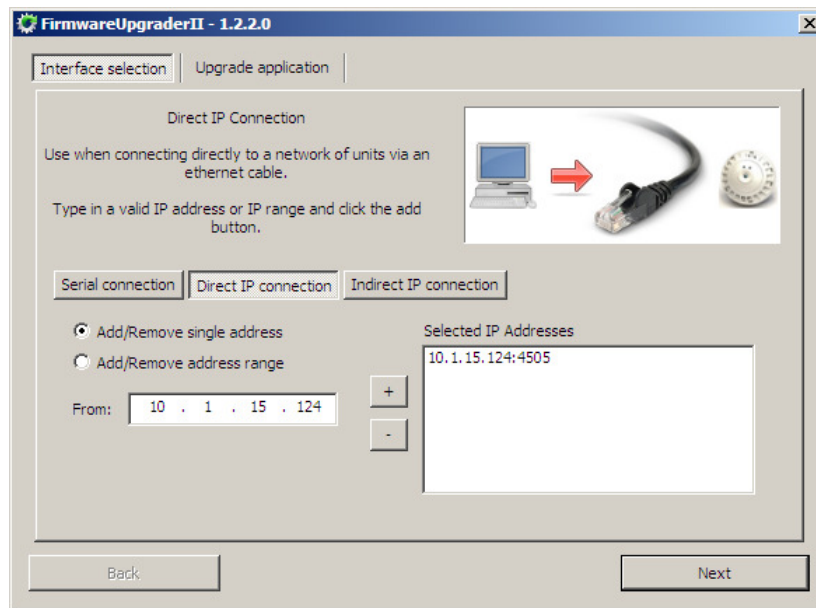 FirmwareUpgraderII - 1.2.2.0
Interface selection
Upgrade application
Direct IP Connection
Use when connecting directly to a network of units via an
ethernet cable.
Type in a valid IP address or IP range and click the add
button.
Serial connection
Direct IP connection
Indirect IP connection
Add/Remove single address
Add/Remove address range
From: 10 . 1 . 15 . 124
+
-
Selected IP Addresses
10.1.15.124:4505
Back
Next